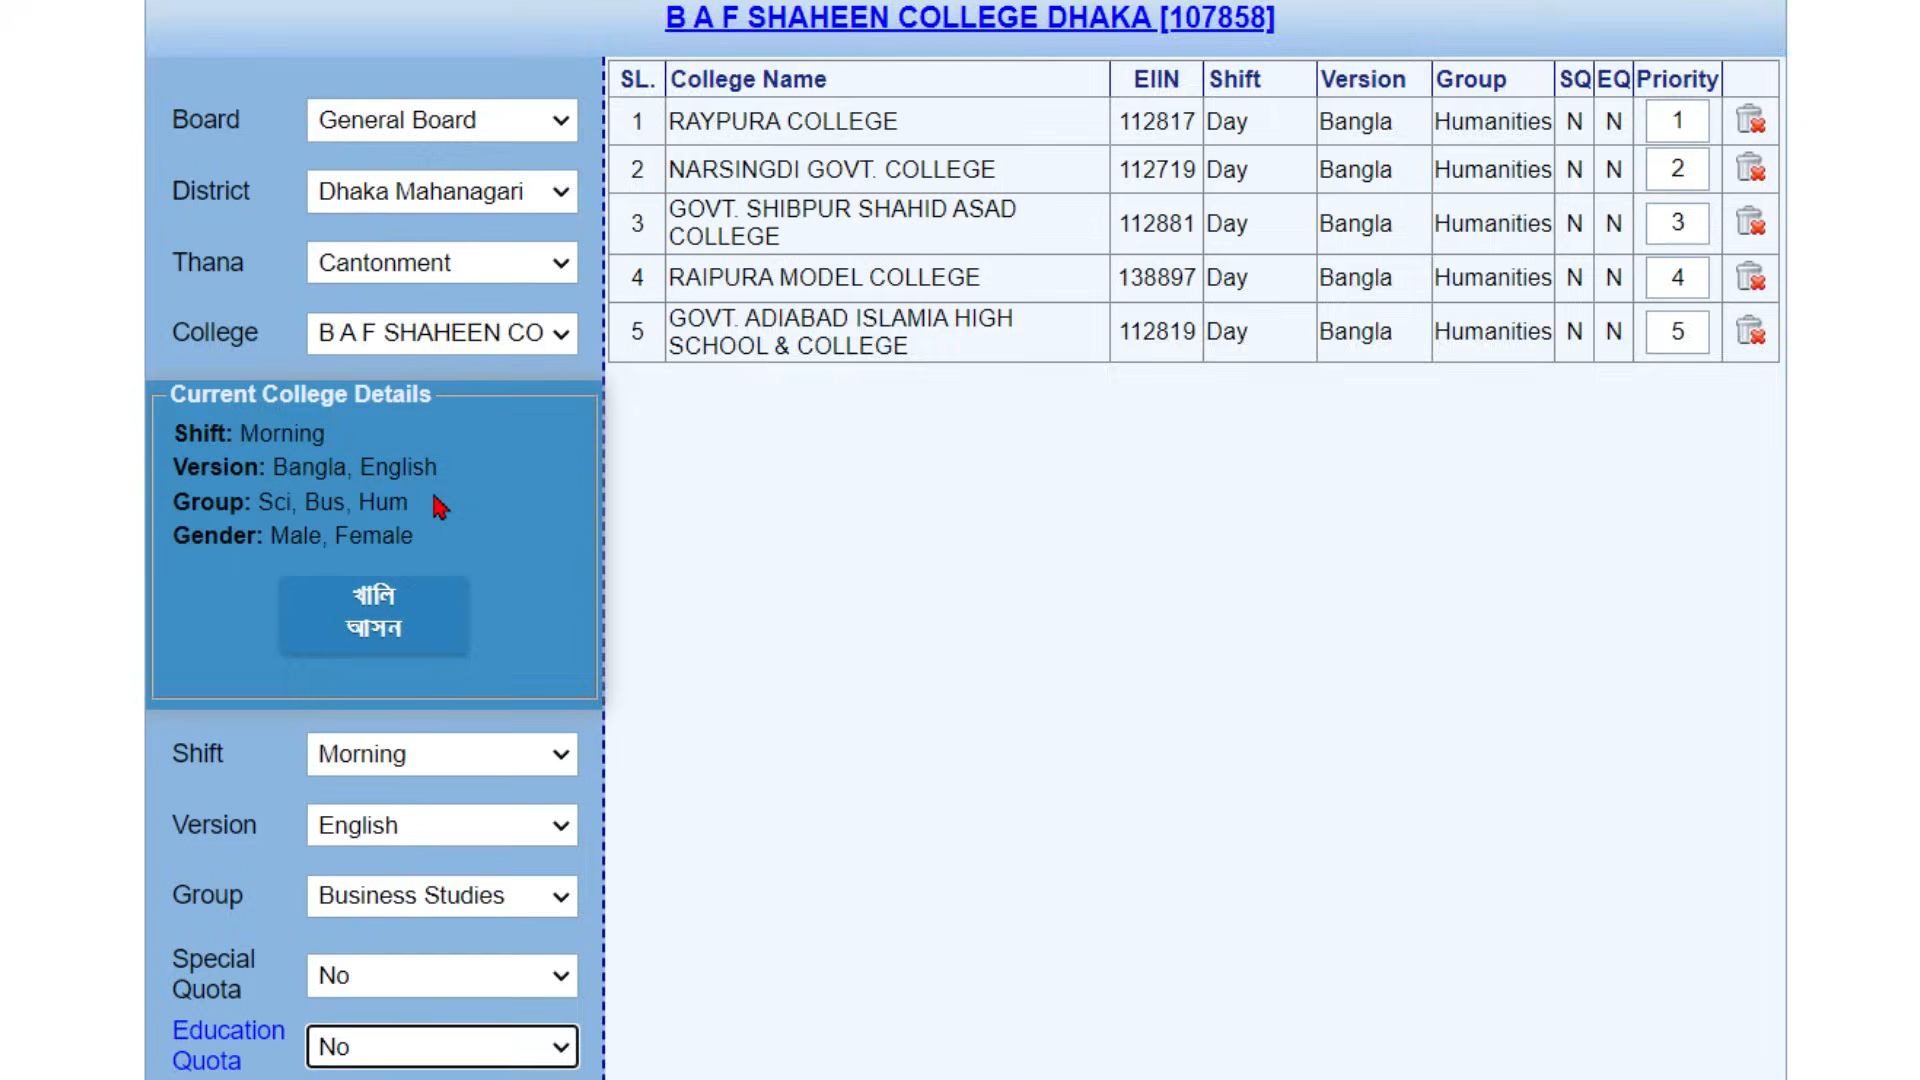 B A F SHAHEEN COLLEGE DHAKA [107858]
Board General Board
District Dhaka Mahanagari
Thana Cantonment
College B A F SHAHEEN CO
Current College Details
Shift: Morning
Version: Bangla, English
Group: Sci, Bus, Hum
Gender: Male, Female
খালি
আসন
Shift Morning
Version English
Group Business Studies
Special
Quota
No
Education
Quota
No
SL. College Name EIIN Shift Version Group SQ EQ Priority
1 RAYPURA COLLEGE 112817 Day Bangla Humanities N N 1
2 NARSINGDI GOVT. COLLEGE 112719 Day Bangla Humanities N N 2
3 GOVT. SHIBPUR SHAHID ASAD
COLLEGE 112881 Day Bangla Humanities N N 3
4 RAIPURA MODEL COLLEGE 138897 Day Bangla Humanities N N 4
5 GOVT. ADIABAD ISLAMIA HIGH
SCHOOL & COLLEGE 112819 Day Bangla Humanities N N 5